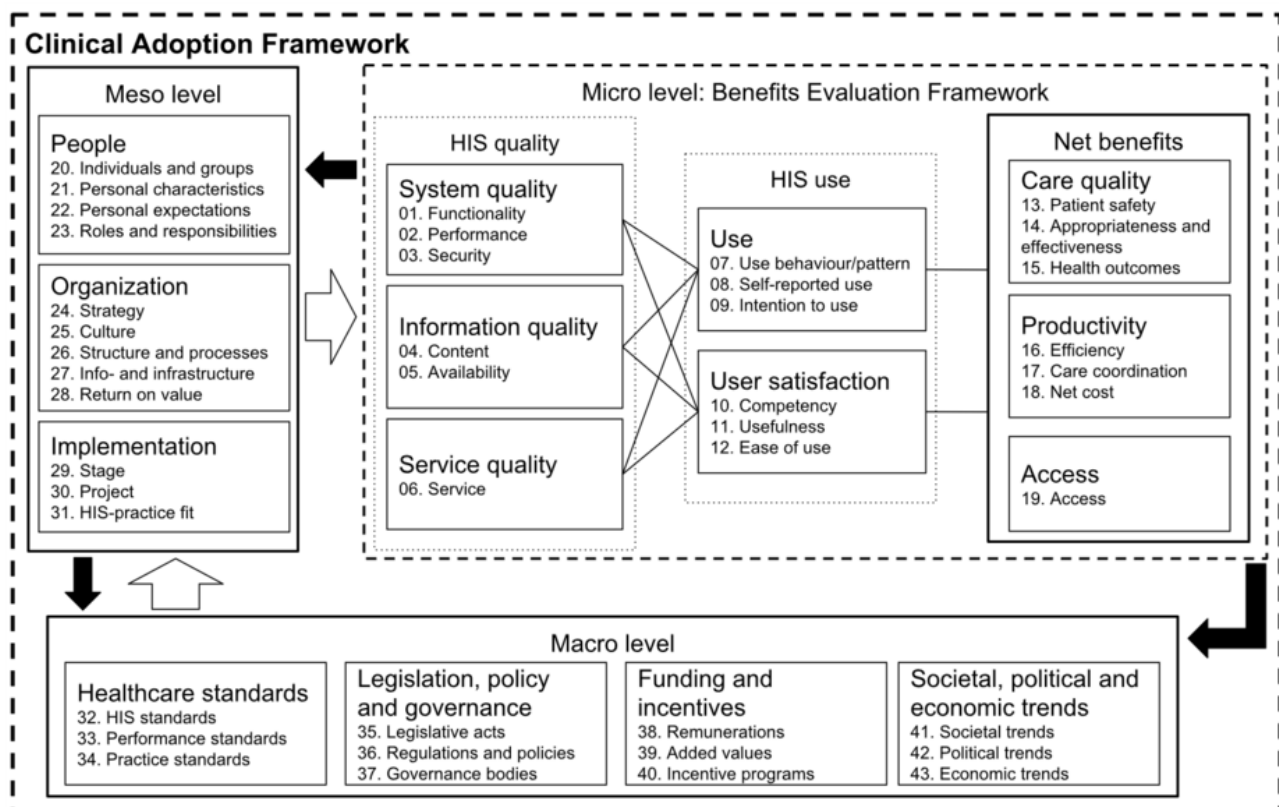 Clinical Adoption Framework
Meso level
People
20. Individuals and groups
21. Personal characteristics
22. Personal expectations
23. Roles and responsibilities
Organization
24. Strategy
25. Culture
26. Structure and processes
27. Info- and infrastructure
28. Return on value
Implementation
29. Stage
30. Project
31. HIS-practice fit
Micro level: Benefits Evaluation Framework
HIS quality
System quality
01. Functionality
02. Performance
03. Security
Information quality
04. Content
05. Availability
Service quality
06. Service
HIS use
Use
07. Use behaviour/pattern
08. Self-reported use
09. Intention to use
User satisfaction
10. Competency
11. Usefulness
12. Ease of use
Net benefits
Care quality
13. Patient safety
14. Appropriateness and
effectiveness
15. Health outcomes
Productivity
16. Efficiency
17. Care coordination
18. Net cost
Access
19. Access
Macro level
Healthcare standards
32. HIS standards
33. Performance standards
34. Practice standards
Legislation, policy
and governance
35. Legislative acts
36. Regulations and policies
37. Governance bodies
Funding and
incentives
38. Remunerations
39. Added values
40. Incentive programs
Societal, political and
economic trends
41. Societal trends
42. Political trends
43. Economic trends